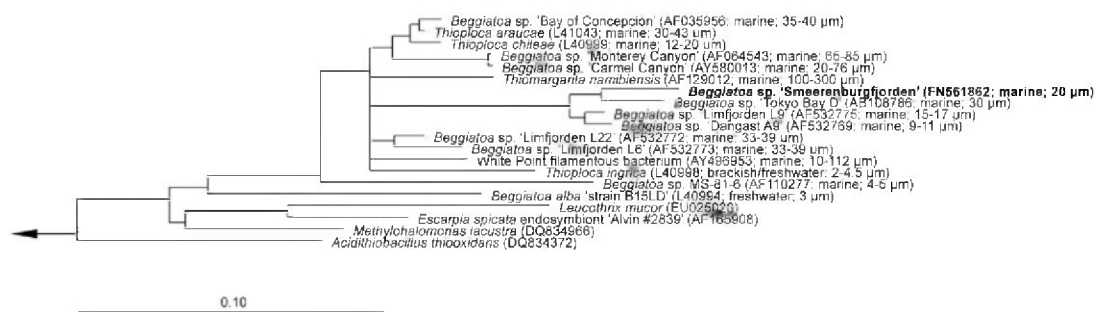 Beggiatoa sp. 'Bay of Concepción' (AF035956; marine; 35-40 µm)
Thioploca araucae (L41043; marine; 30-43 µm)
Thioploca chileae (L40999; marine; 12-20 µm)
Beggiatoa sp. 'Monterey Canyon' (AF064543; marine; 65-85 µm)
Beggiatoa sp. 'Carmel Canyon' (AY580013; marine; 20-76 µm)
Thiomargarita namibiensis (AF129012; marine; 100-300 µm)
Beggiatoa sp. 'Smeerenburgfjorden' (FN561862; marine; 20 µm)
Beggiatoa sp. 'Tokyo Bay D' (AB108786; marine; 30 µm)
Beggiatoa sp. 'Limfjorden L9' (AF532775; marine; 15-17 µm)
Beggiatoa sp. 'Dangast A9' (AF532769; marine; 9-11 µm)
Beggiatoa sp. 'Limfjorden L22' (AF532772; marine; 33-39 µm)
Beggiatoa sp. 'Limfjorden L6' (AF532773; marine; 33-39 µm)
White Point filamentous bacterium (AY496953; marine; 10-112 µm)
Thioploca ingrica (L40998; brackish/freshwater; 2-4.5 µm)
Beggiatoa sp. MS-81-6 (AF110277; marine; 4-5 µm)
Beggiatoa alba 'strain B15LD' (L40994; freshwater; 3 µm)
Leucothrix mucor
Escarpia spicata endosymbiont 'Alvin #2839' (AF165908)
Methylohalomonas lacustra (DQ834966)
Acidithiobacillus thiooxidans (DQ834372)
0.10